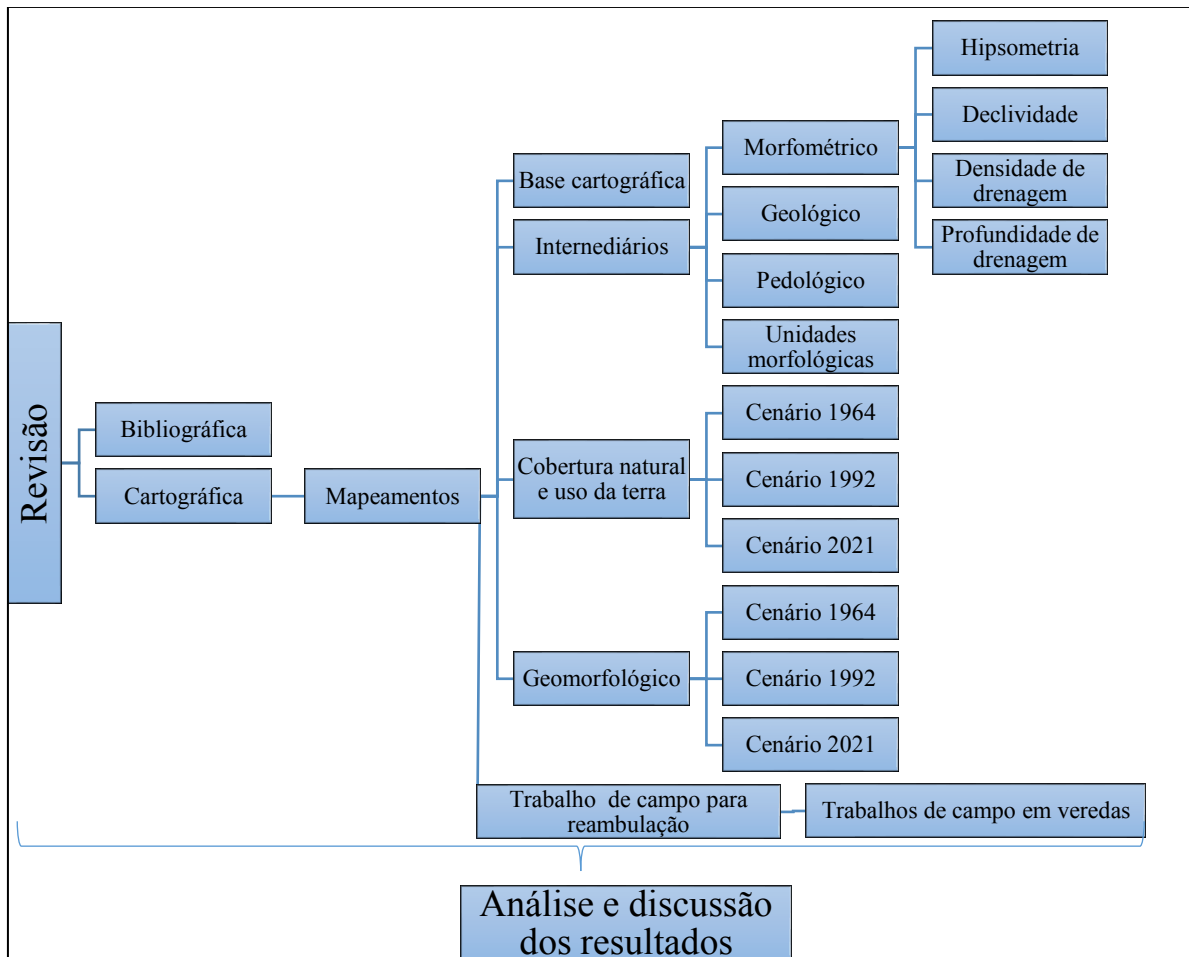 Revisão
Bibliográfica
Cartográfica
Mapeamentos
Base cartográfica
Internediários
Morfométrico
Hipsometria
Declividade
Densidade de
drenagem
Profundidade de
drenagem
Geológico
Pedológico
Unidades
morfológicas
Cobertura natural
e uso da terra
Cenário 1964
Cenário 1992
Cenário 2021
Geomorfológico
Cenário 1964
Cenário 1992
Cenário 2021
Trabalho de campo para
reambulação
Trabalhos de campo em veredas
Análise e discussão
dos resultados